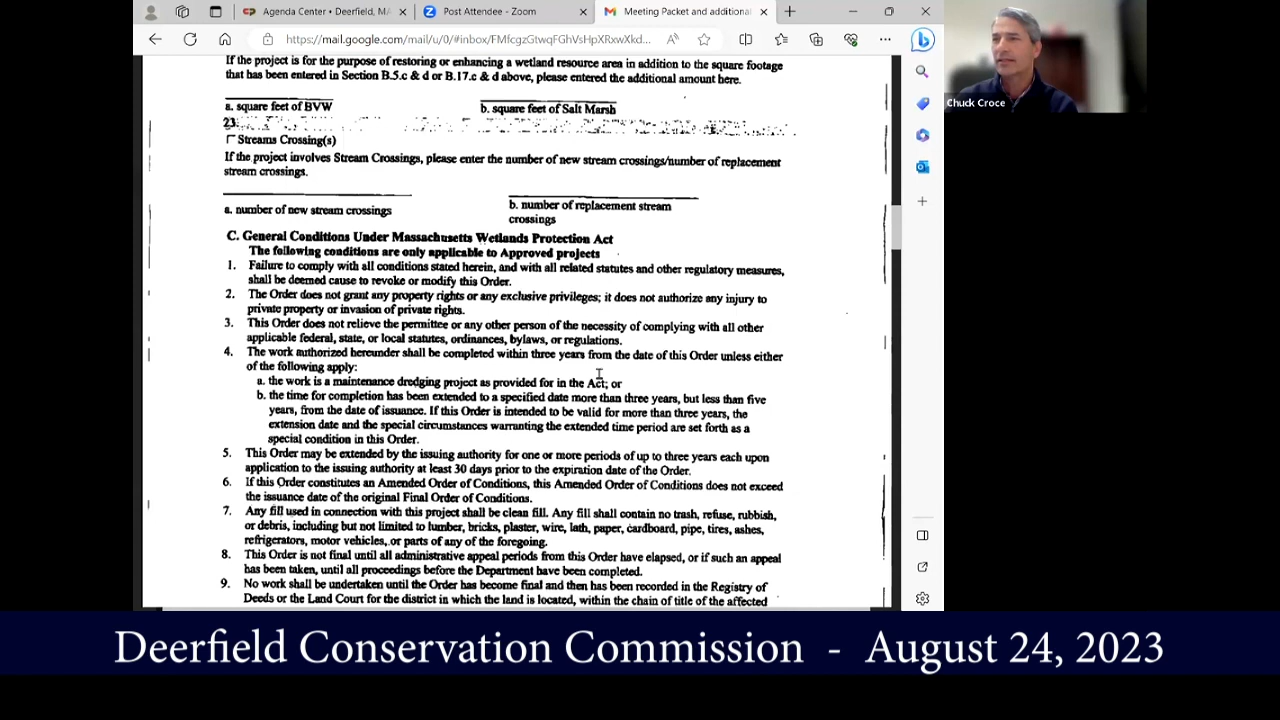 Agenda Center • Deerfield, MA
Post Attendee - Zoom
Meeting Packet and additional
https://mail.google.com/mail/u/0/#inbox/FMfcgzGtwqFGhVsHpXRxwXkd...
Chuck Croce
If the project is for the purpose of restoring or enhancing a wetland resource area in addition to the square footage
that has been entered in Section B.5.c & d or B.17.c & d above, please entered the additional amount here.
a. square feet of BVW
b. square feet of Salt Marsh
23.
Streams Crossing(s)
If the project involves Stream Crossings, please enter the number of new stream crossings/number of replacement
stream crossings.
a. number of new stream crossings
b. number of replacement stream
crossings
C. General Conditions Under Massachusetts Wetlands Protection Act
The following conditions are only applicable to Approved projects
1. Failure to comply with all conditions stated herein, and with all related statutes and other regulatory measures,
shall be deemed cause to revoke or modify this Order.
2. The Order does not grant any property rights or any exclusive privileges; it does not authorize any injury to
private property or invasion of private rights.
3. This Order does not relieve the permittee or any other person of the necessity of complying with all other
applicable federal, state, or local statutes, ordinances, bylaws, or regulations.
4. The work authorized hereunder shall be completed within three years from the date of this Order unless either
of the following apply:
a. the work is a maintenance dredging project as provided for in the Act; or
b. the time for completion has been extended to a specified date more than three years, but less than five
years, from the date of issuance. If this Order is intended to be valid for more than three years, the
extension date and the special circumstances warranting the extended time period are set forth as a
special condition in this Order.
5. This Order may be extended by the issuing authority for one or more periods of up to three years each upon
application to the issuing authority at least 30 days prior to the expiration date of the Order.
6. If this Order constitutes an Amended Order of Conditions, this Amended Order of Conditions does not exceed
the issuance date of the original Final Order of Conditions.
7. Any fill used in connection with this project shall be clean fill. Any fill shall contain no trash, refuse, rubbish,
or debris, including but not limited to lumber, bricks, plaster, wire, lath, paper, cardboard, pipe, tires, ashes,
refrigerators, motor vehicles, or parts of any of the foregoing.
8. This Order is not final until all administrative appeal periods from this Order have elapsed, or if such an appeal
has been taken, until all proceedings before the Department have been completed.
9. No work shall be undertaken until the Order has become final and then has been recorded in the Registry of
Deeds or the Land Court for the district in which the land is located, within the chain of title of the affected
Deerfield Conservation Commission - August 24, 2023